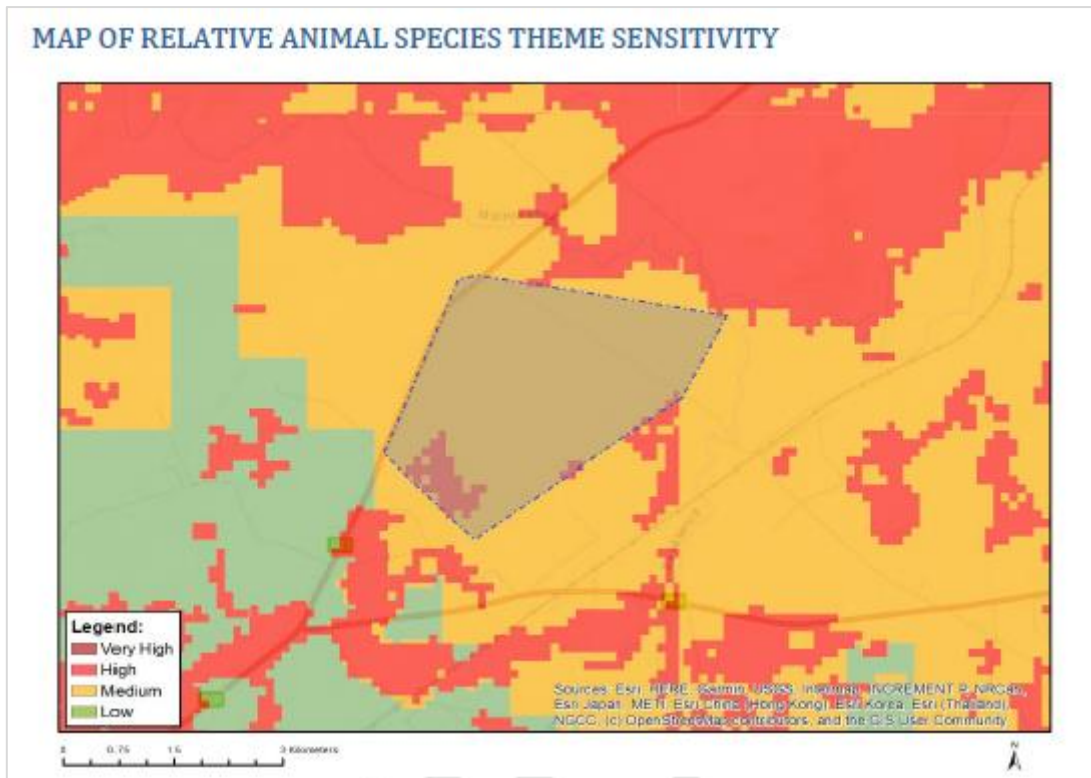 MAP OF RELATIVE ANIMAL SPECIES THEME SENSITIVITY
Legend:
Very High
High
Medium
Low
Sources: Esri, HERE, Garmin, USGS, Intermap, INCREMENT P, NRCan,
Esri Japan, METI, Esri China (Hong Kong), Esri Korea, Esri (Thailand),
NGCC, (c) OpenStreetMap contributors, and the GIS User Community
0 0.75 1.5 3 Kilometers
N